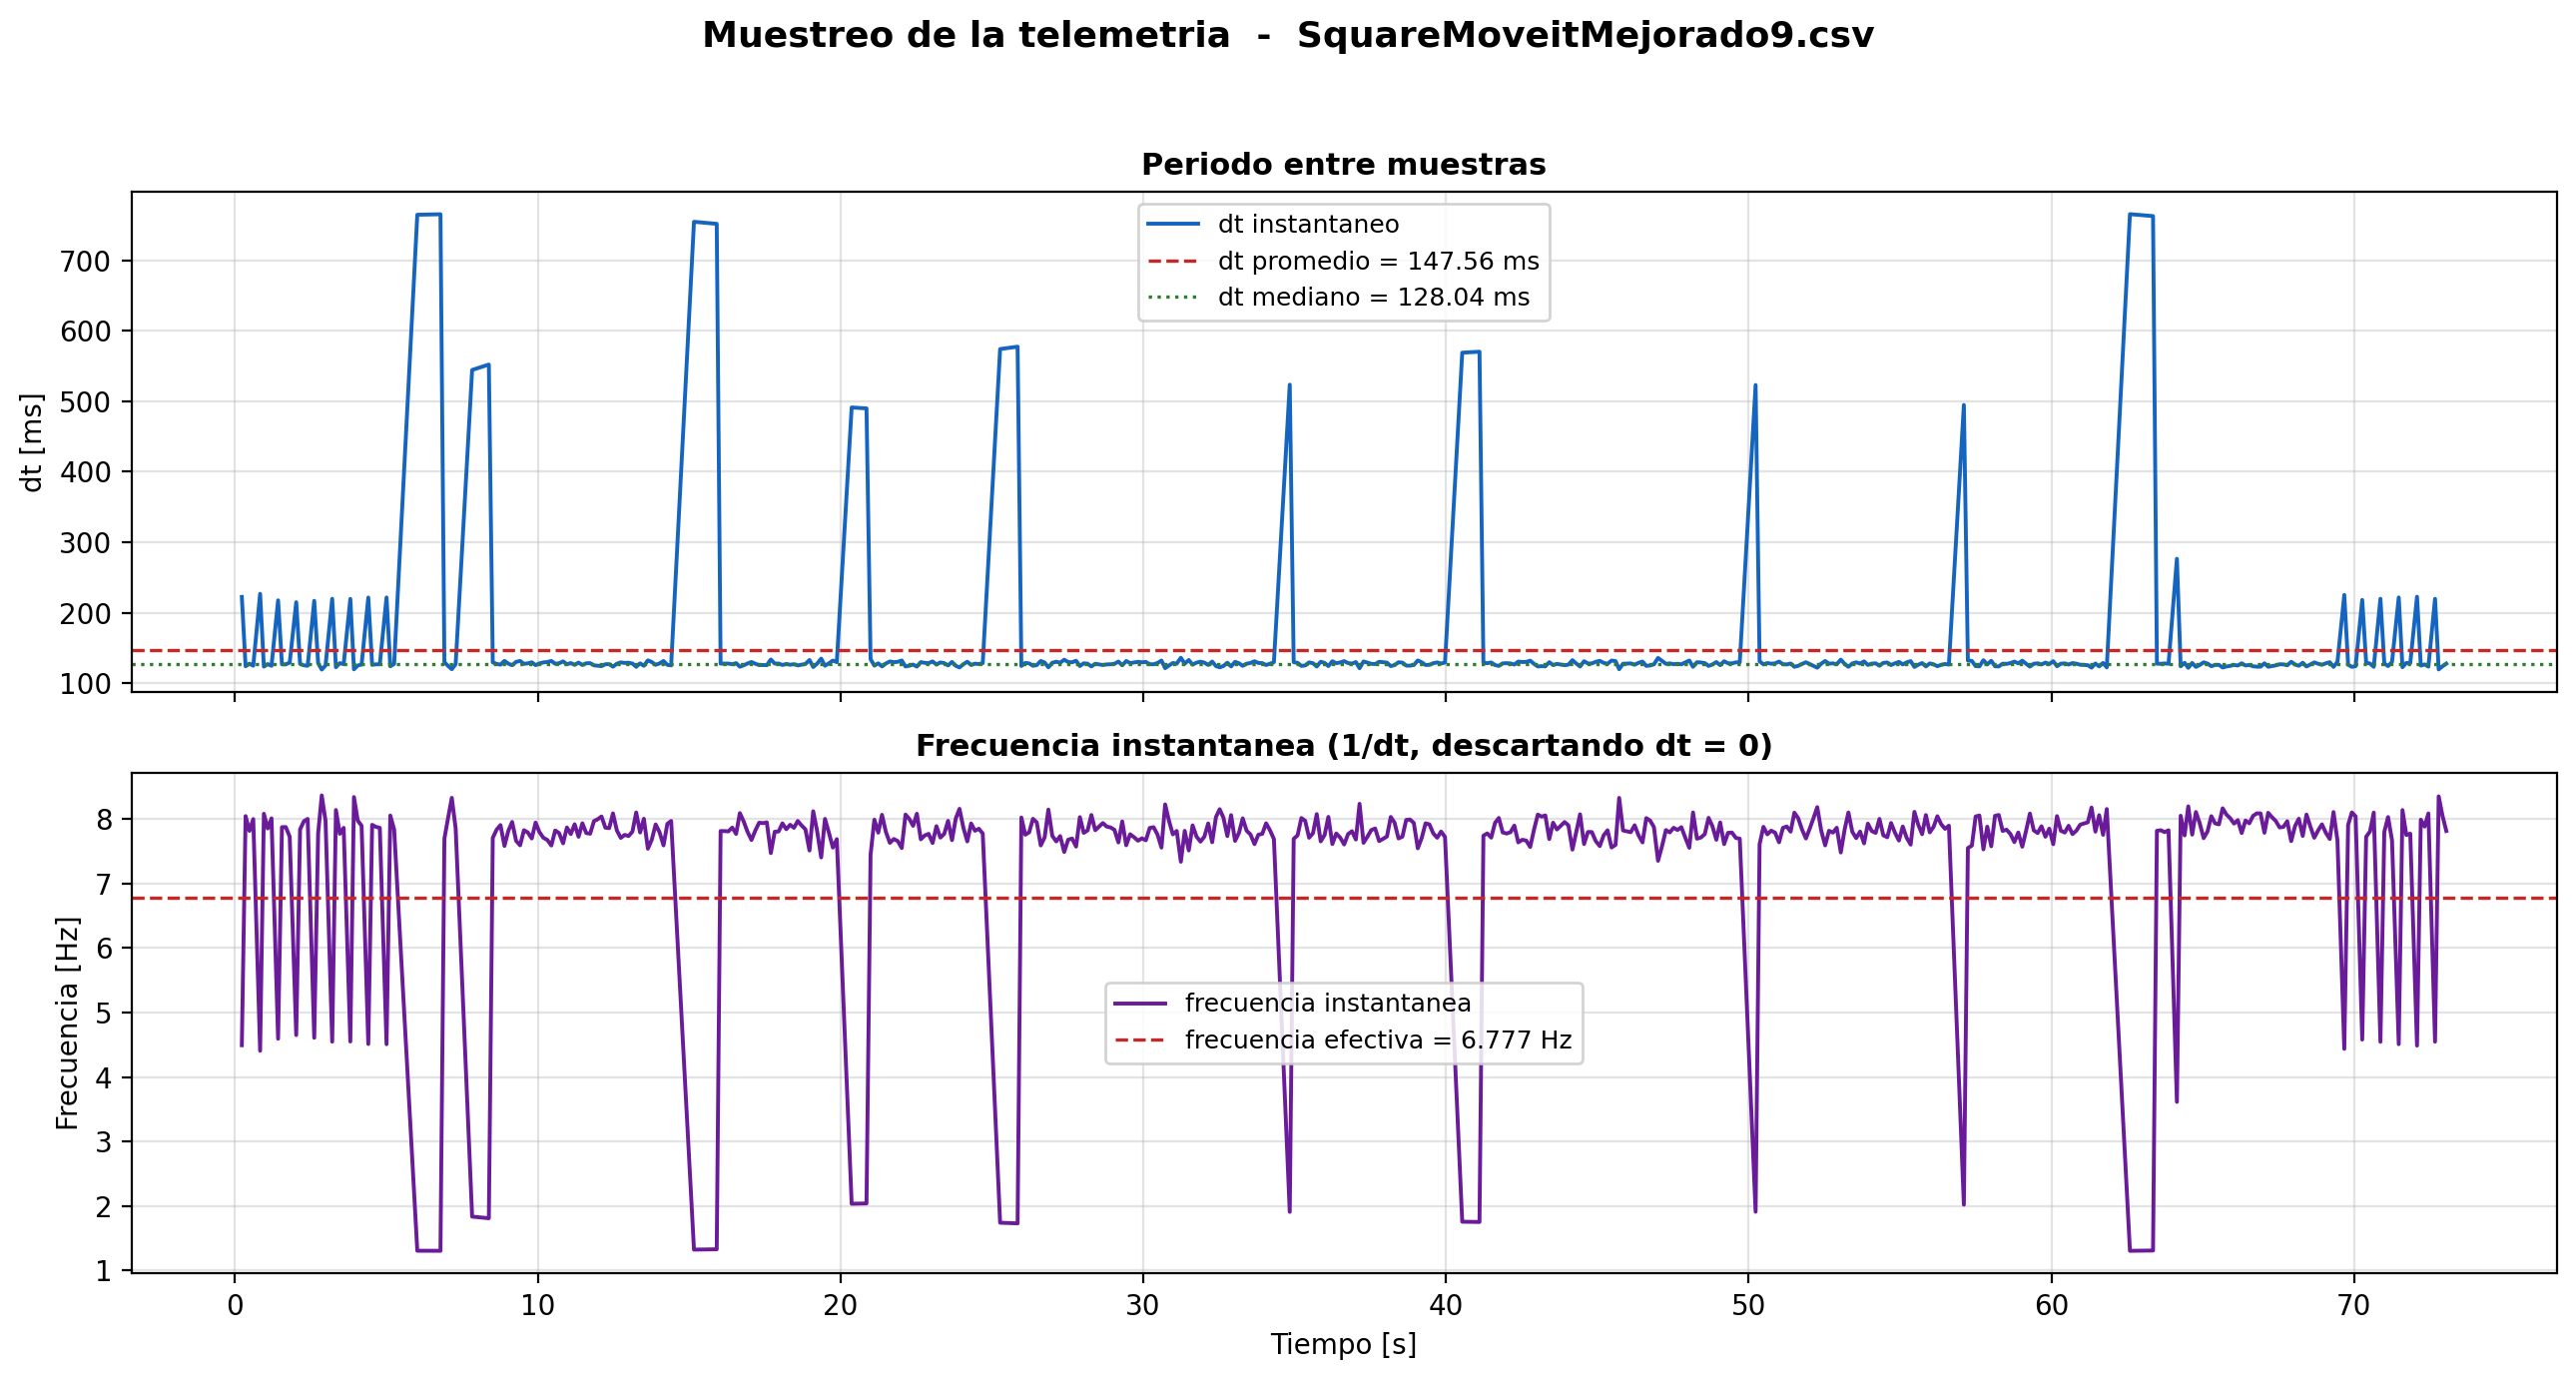 Muestreo de la telemetria  -  SquareMoveitMejorado9.csv
Periodo entre muestras
dt instantaneo
dt promedio = 147.56 ms
dt mediano = 128.04 ms
700
600
500
400
300
200
100
dt [ms]
Frecuencia instantanea (1/dt, descartando dt = 0)
frecuencia instantanea
frecuencia efectiva = 6.777 Hz
8
7
6
5
4
3
2
1
Frecuencia [Hz]
0 10 20 30 40 50 60 70
Tiempo [s]